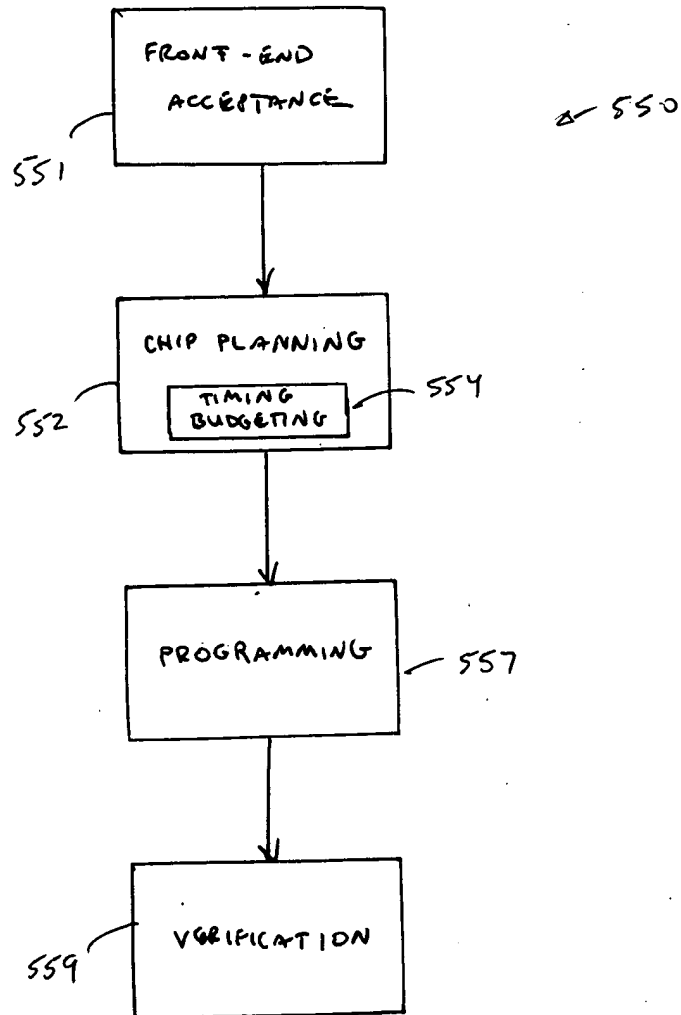 FRONT-END
ACCEPTANCE
550
551
CHIP PLANNING
TIMING
BUDGETING
554
552
PROGRAMMING
557
VERIFICATION
559